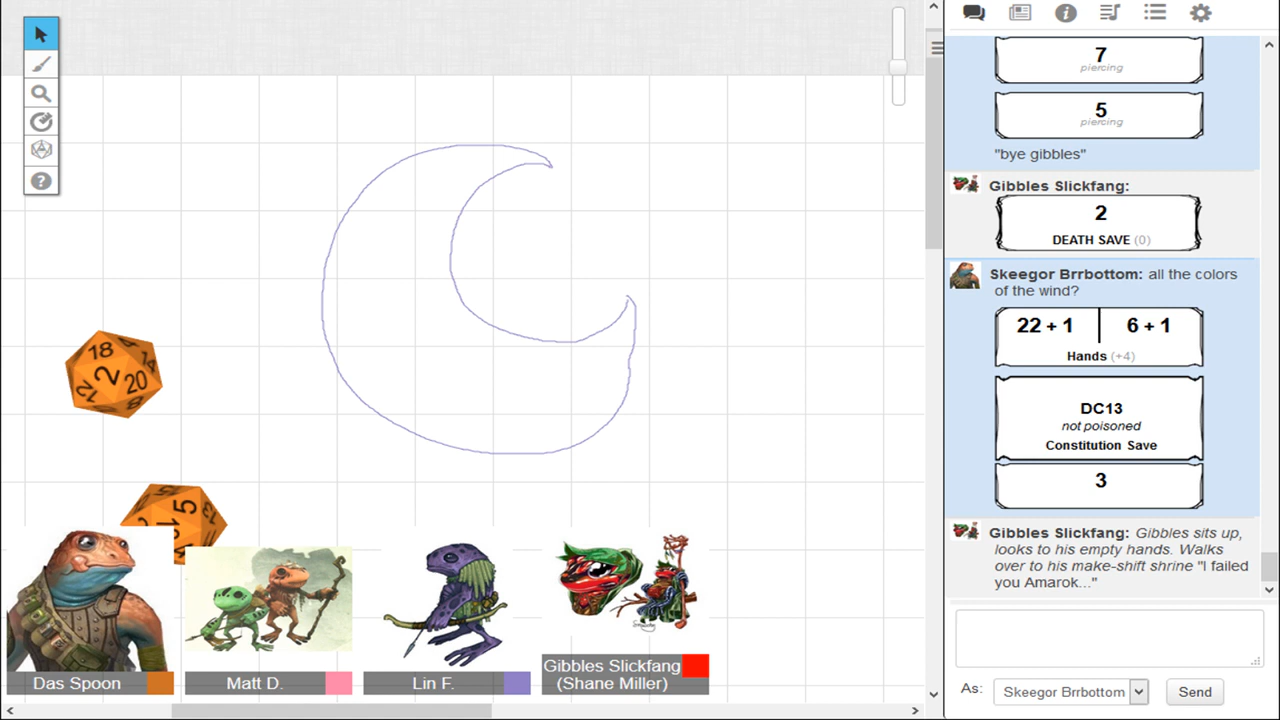 7
piercing
5
piercing
"bye gibbles"
Gibbles Slickfang:
2
DEATH SAVE (0)
Skeegor Brrbottom: all the colors
of the wind?
22 + 1 6 + 1
Hands (+4)
DC13
not poisoned
Constitution Save
3
Gibbles Slickfang: Gibbles sits up,
looks to his empty hands. Walks
over to his make-shift shrine "I failed
you Amarok..."
As: Skeegor Brrbottom Send
18
14
2
20
12
8
5
13
Das Spoon
Matt D.
Lin F.
Gibbles Slickfang
(Shane Miller)